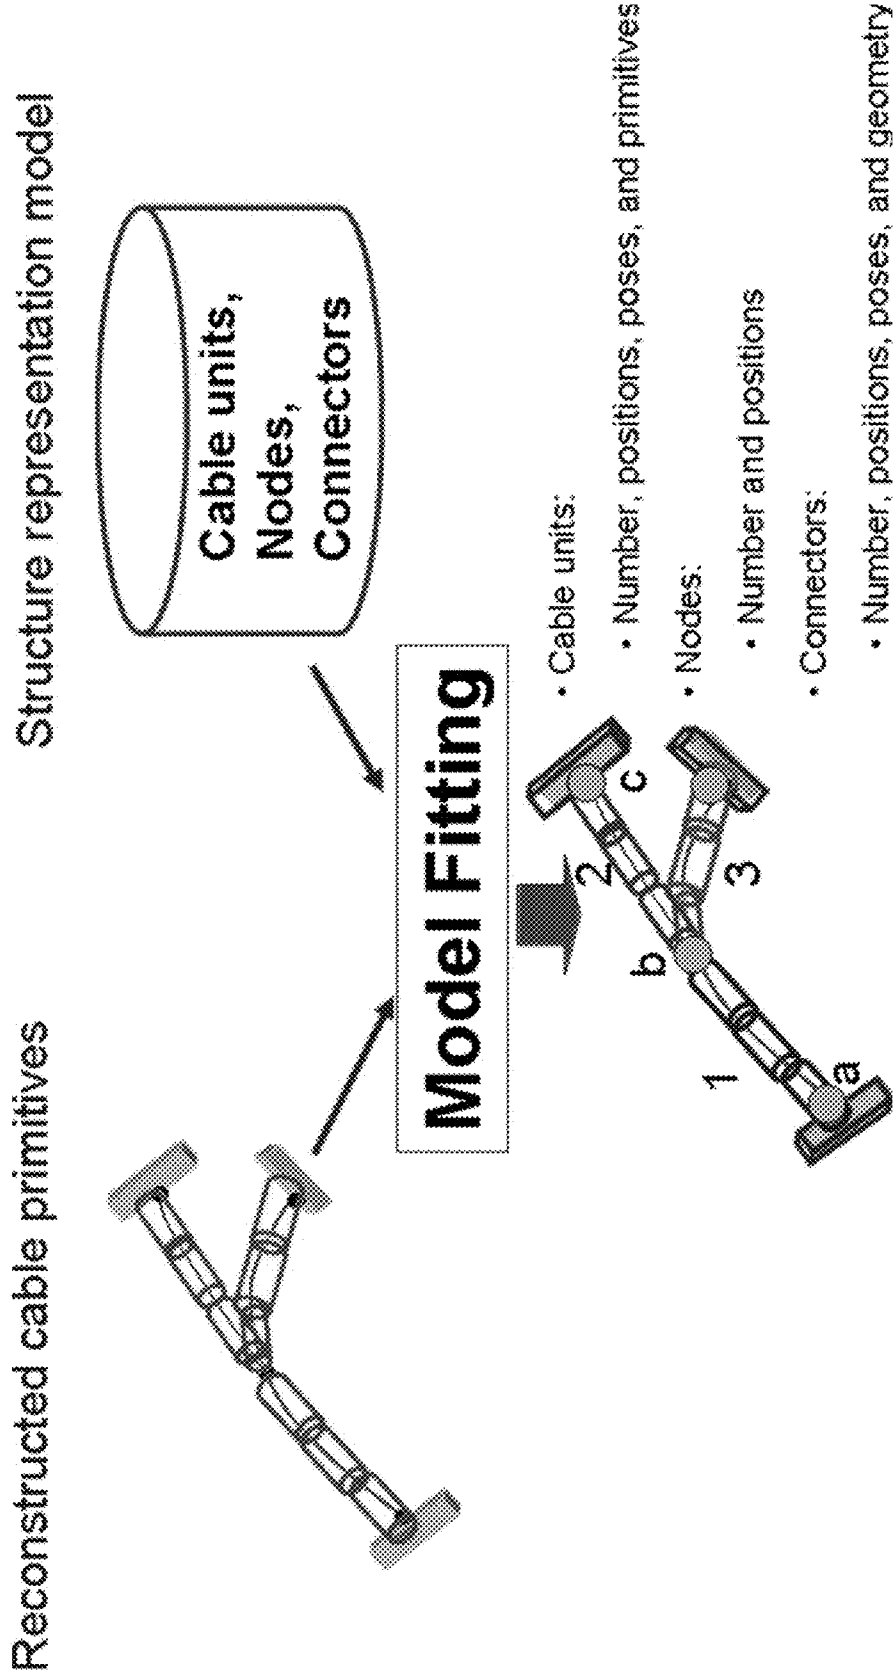 Reconstructed cable primitives
Structure representation model
Cable units,
Nodes,
Connectors
Model Fitting
1
2
3
a
b
c
• Cable units:
• Number, positions, poses, and primitives
• Nodes:
• Number and positions
• Connectors:
• Number, positions, poses, and geometry